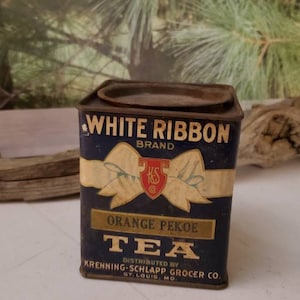 WHITE RIBBON
BRAND
K&S
ORANGE PEKOE
TEA
DISTRIBUTED BY
KRENNING-SCHLAPP GROCER CO.
ST. LOUIS, MO.